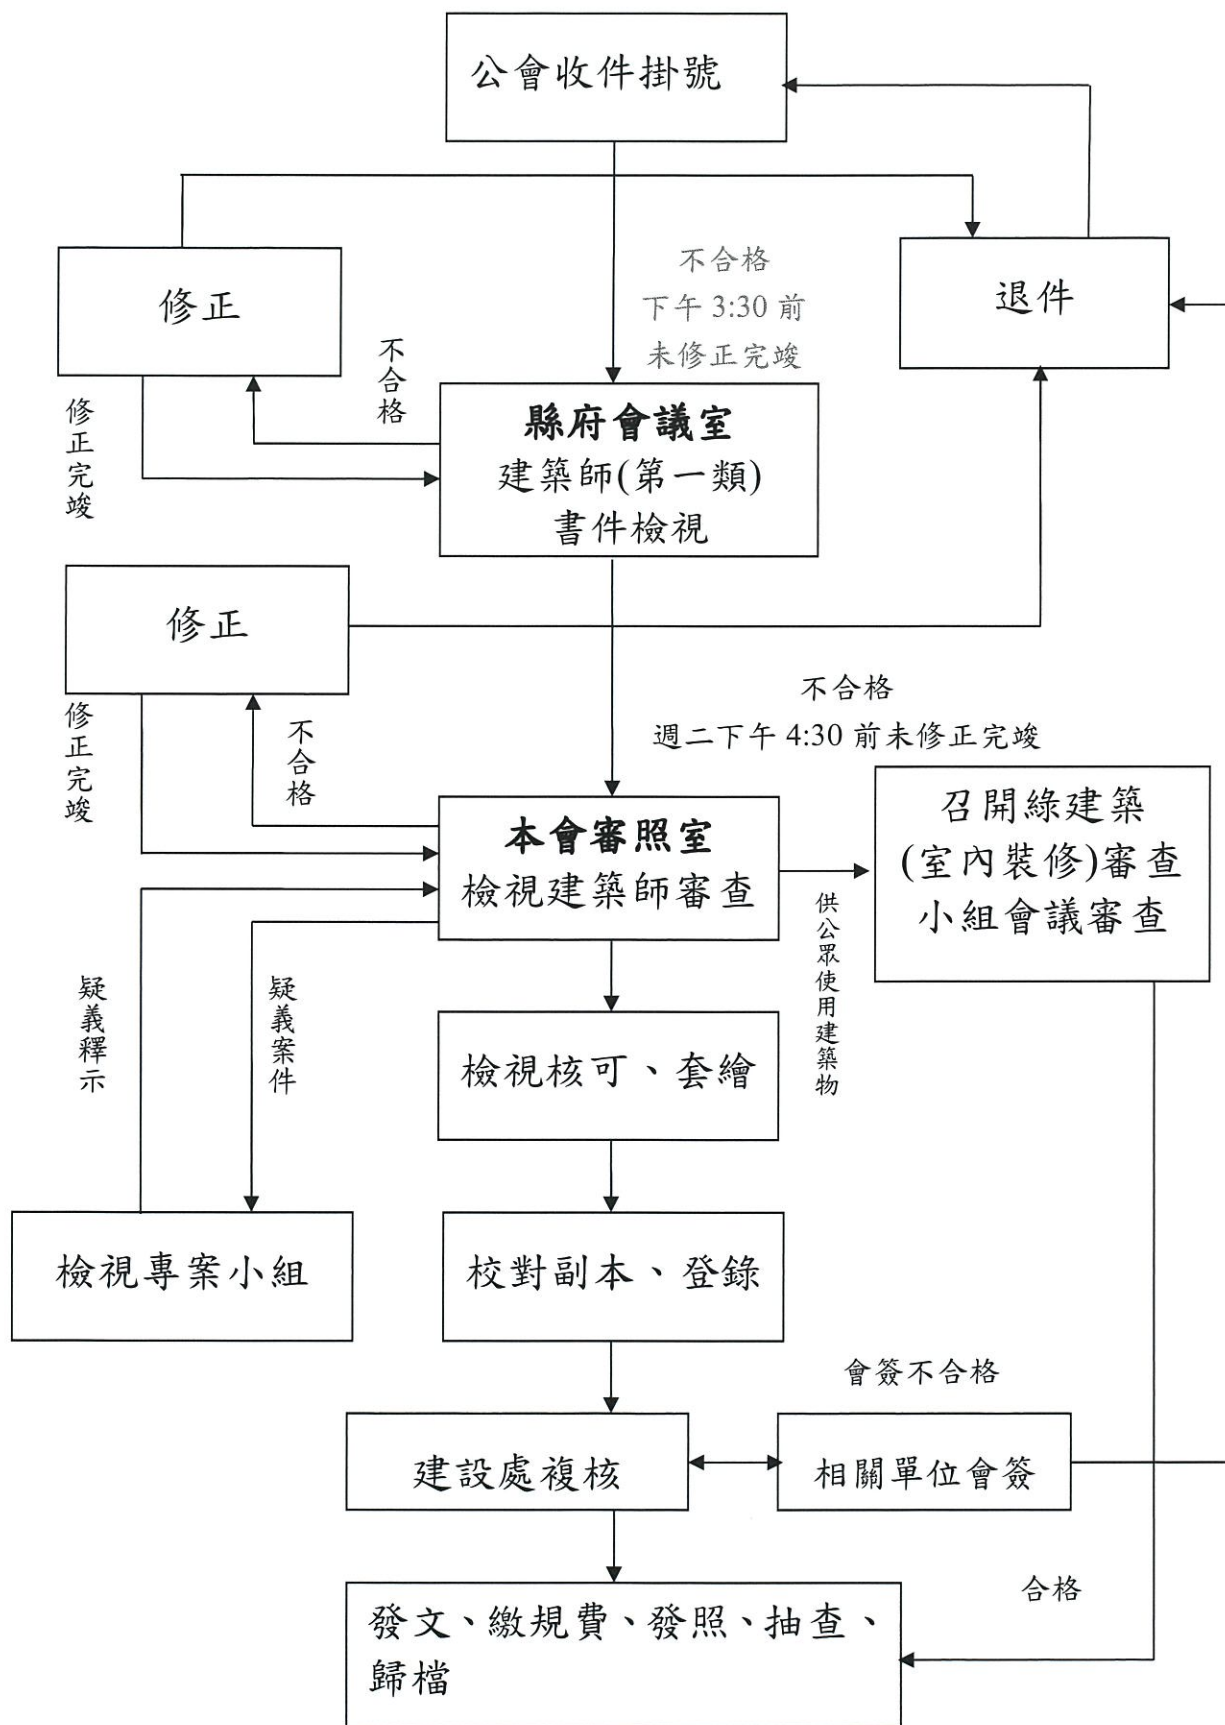 公會收件掛號
不合格
下午 3:30 前
未修正完竣
修正
退件
不合格
修正完竣
縣府會議室
建築師(第一類)
書件檢視
修正
不合格
週二下午 4:30 前未修正完竣
修正完竣
不合格
本會審照室
檢視建築師審查
召開綠建築
(室內裝修)審查
小組會議審查
供公眾使用建築物
疑義釋示
疑義案件
檢視核可、套繪
檢視專案小組
校對副本、登錄
會簽不合格
建設處複核
相關單位會簽
合格
發文、繳規費、發照、抽查、
歸檔